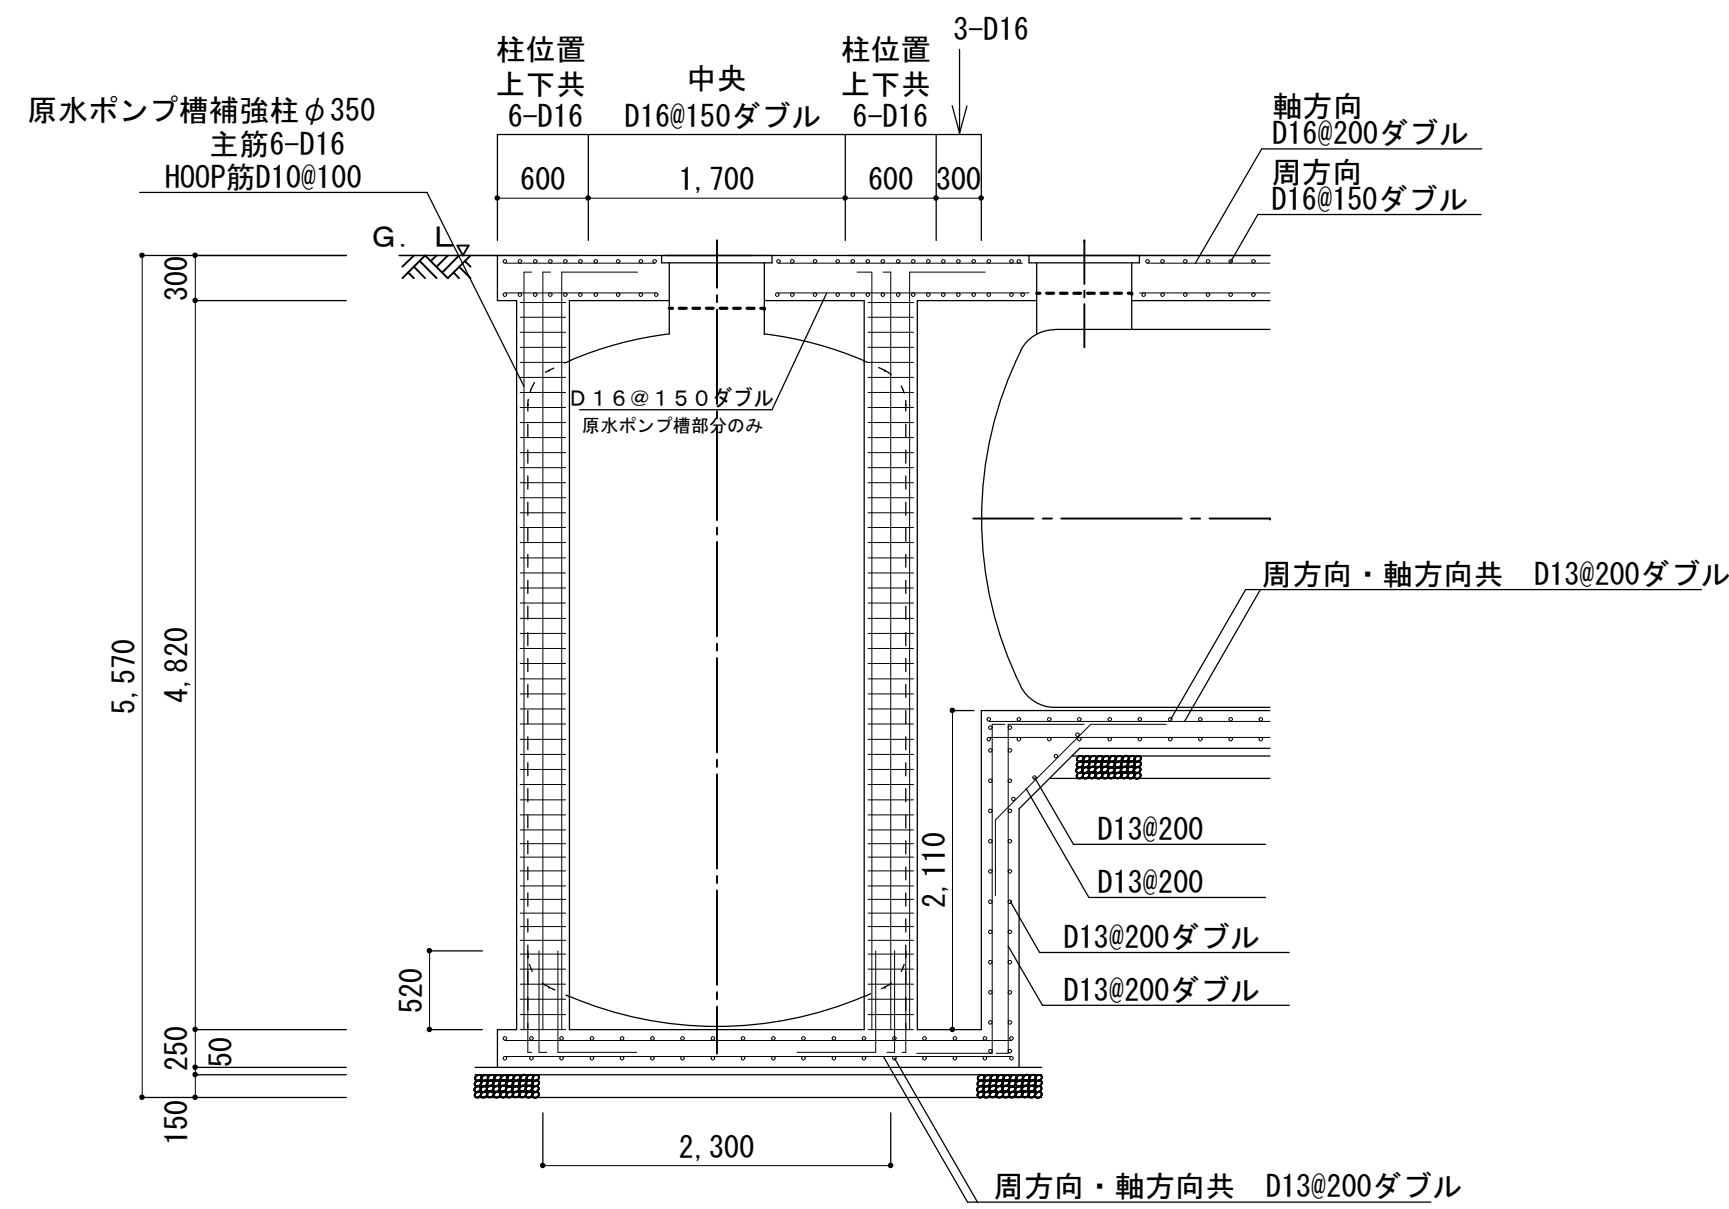 3-D16
柱位置
上下共
6-D16
中央
D16@150ダブル
柱位置
上下共
6-D16
原水ポンプ槽補強柱φ350
主筋6-D16
HOOP筋D10@100
軸方向
D16@200ダブル
周方向
D16@150ダブル
600
1,700
600
300
G. L
300
D16@150ダブル
原水ポンプ槽部分のみ
周方向・軸方向共 D13@200ダブル
5,570
4,820
2,110
D13@200
D13@200
D13@200ダブル
D13@200ダブル
520
250
50
150
2,300
周方向・軸方向共 D13@200ダブル